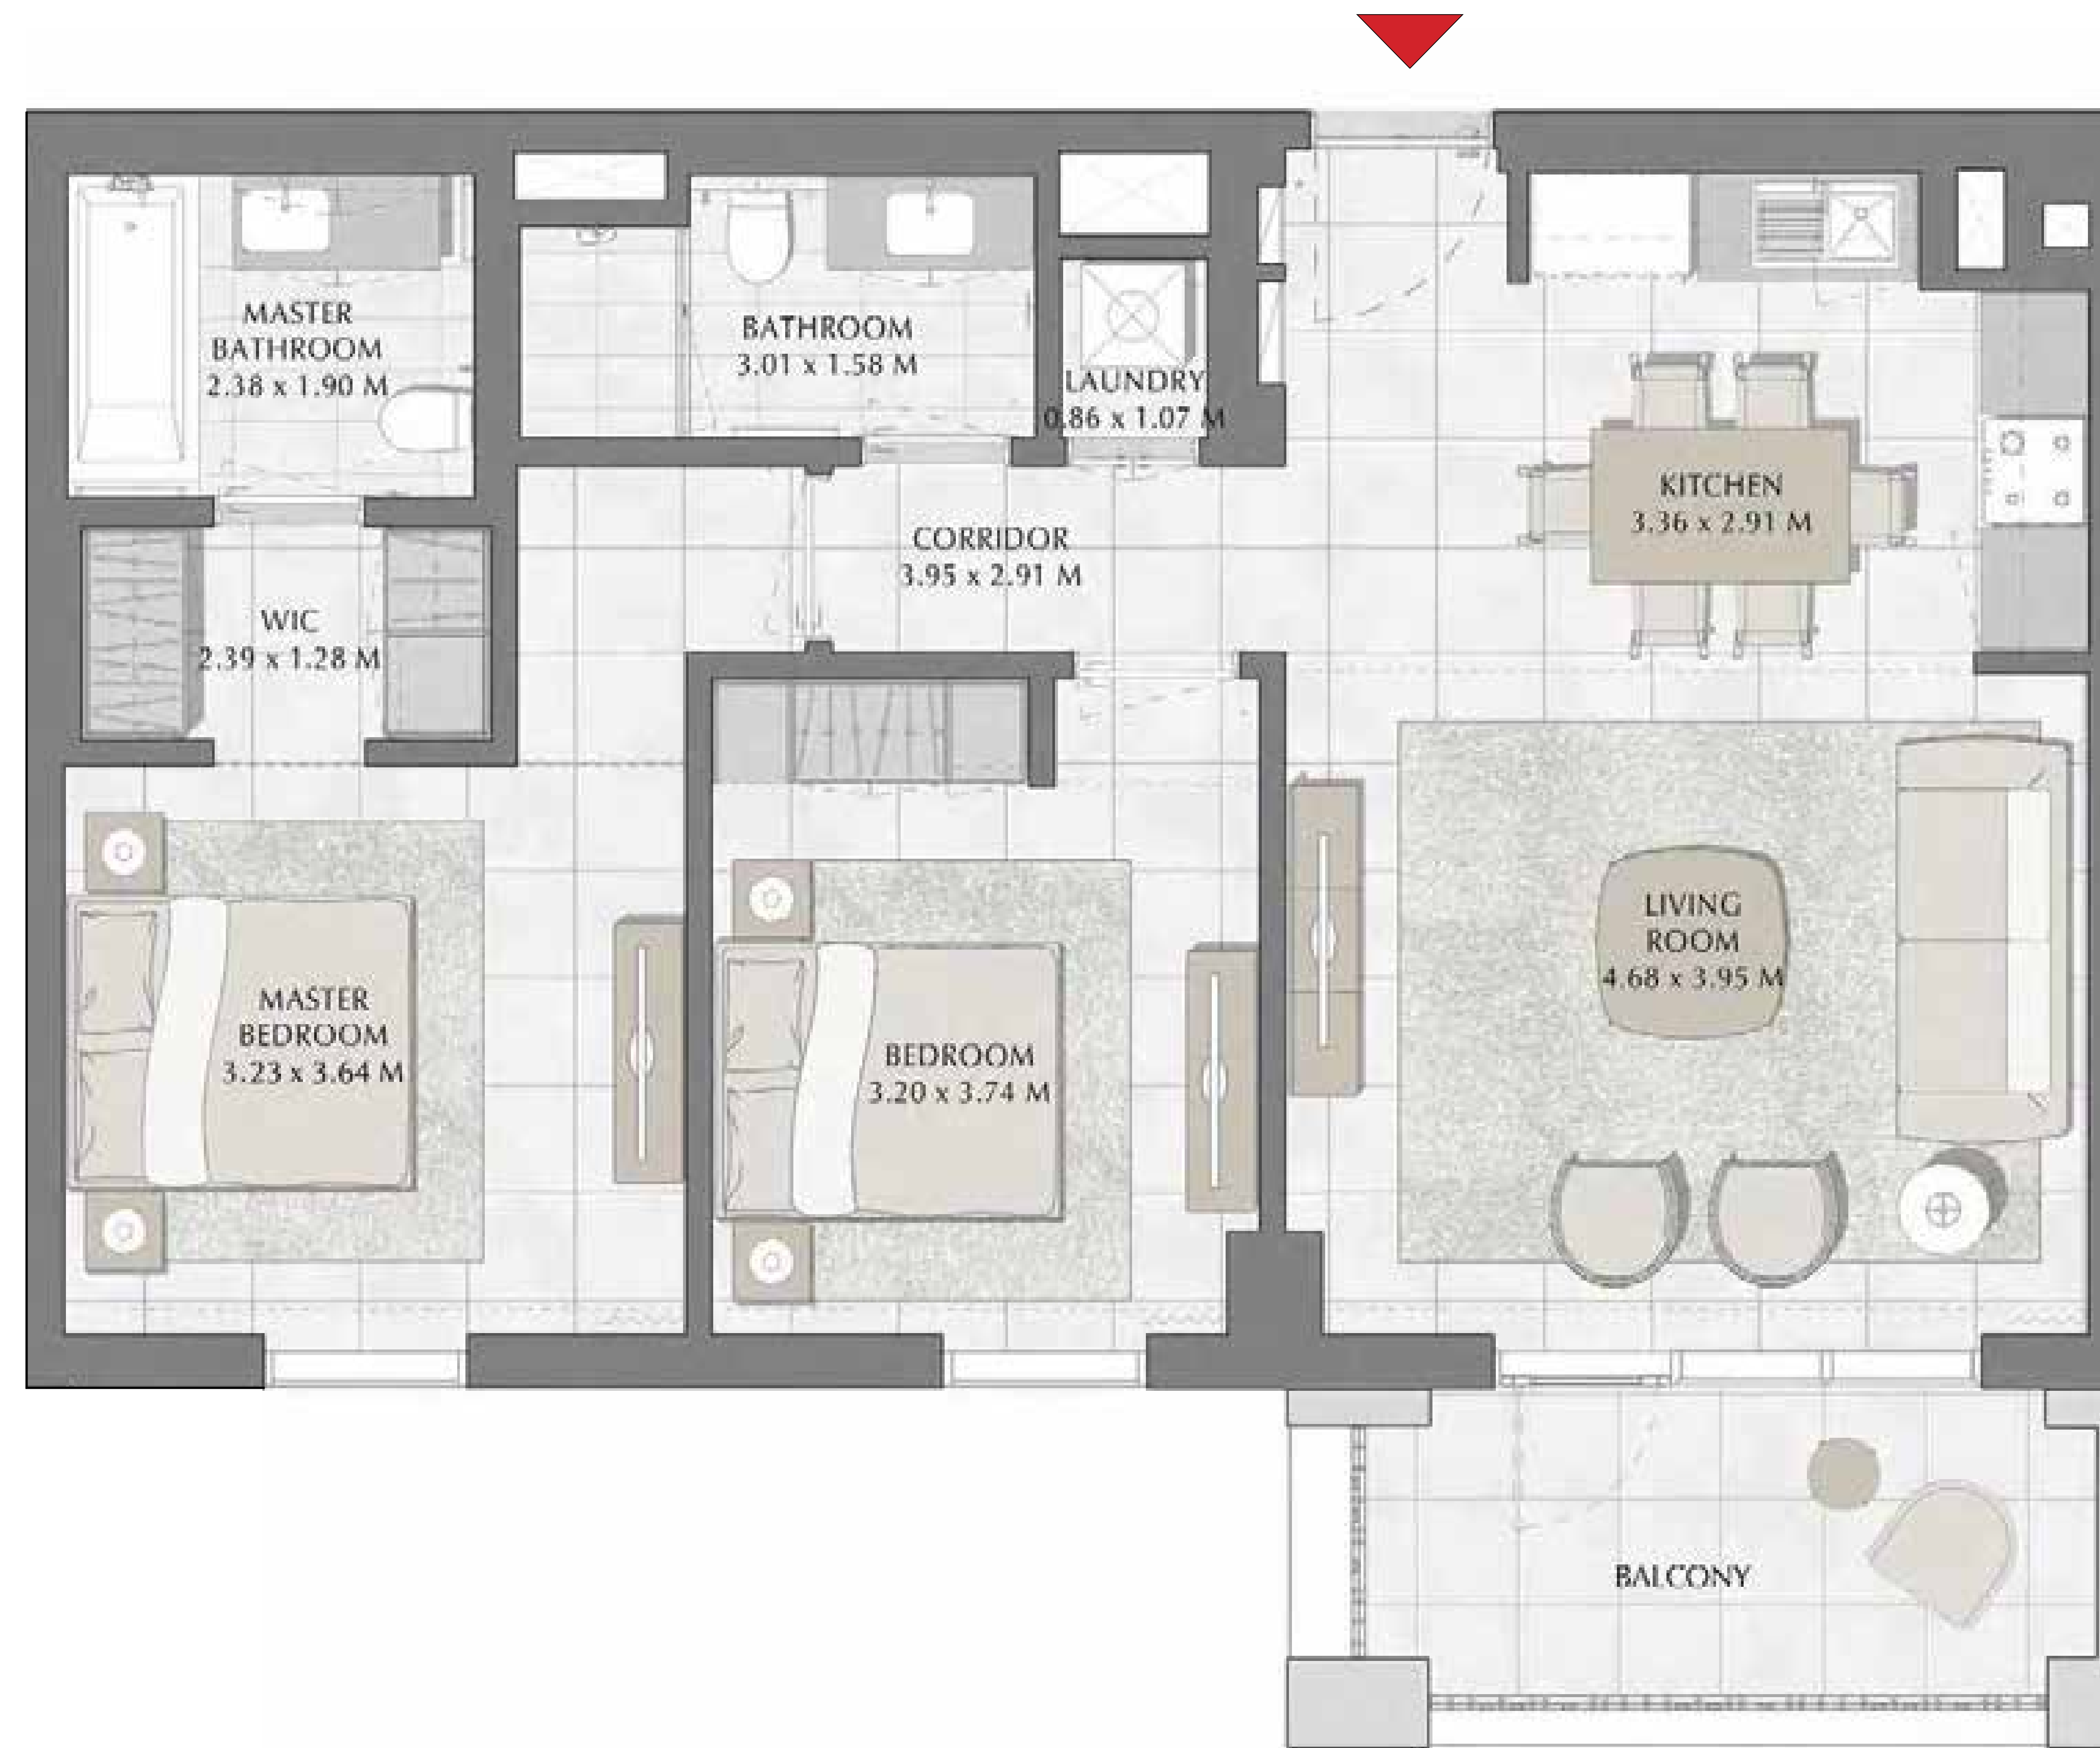 MASTER
BATHROOM
2.38 x 1.90 M
BATHROOM
3.01 x 1.58 M
LAUNDRY
0.86 x 1.07 M
KITCHEN
3.36 x 2.91 M
CORRIDOR
3.95 x 2.91 M
WIC
2.39 x 1.28 M
LIVING
ROOM
4.68 x 3.95 M
MASTER
BEDROOM
3.23 x 3.64 M
BEDROOM
3.20 x 3.74 M
BALCONY